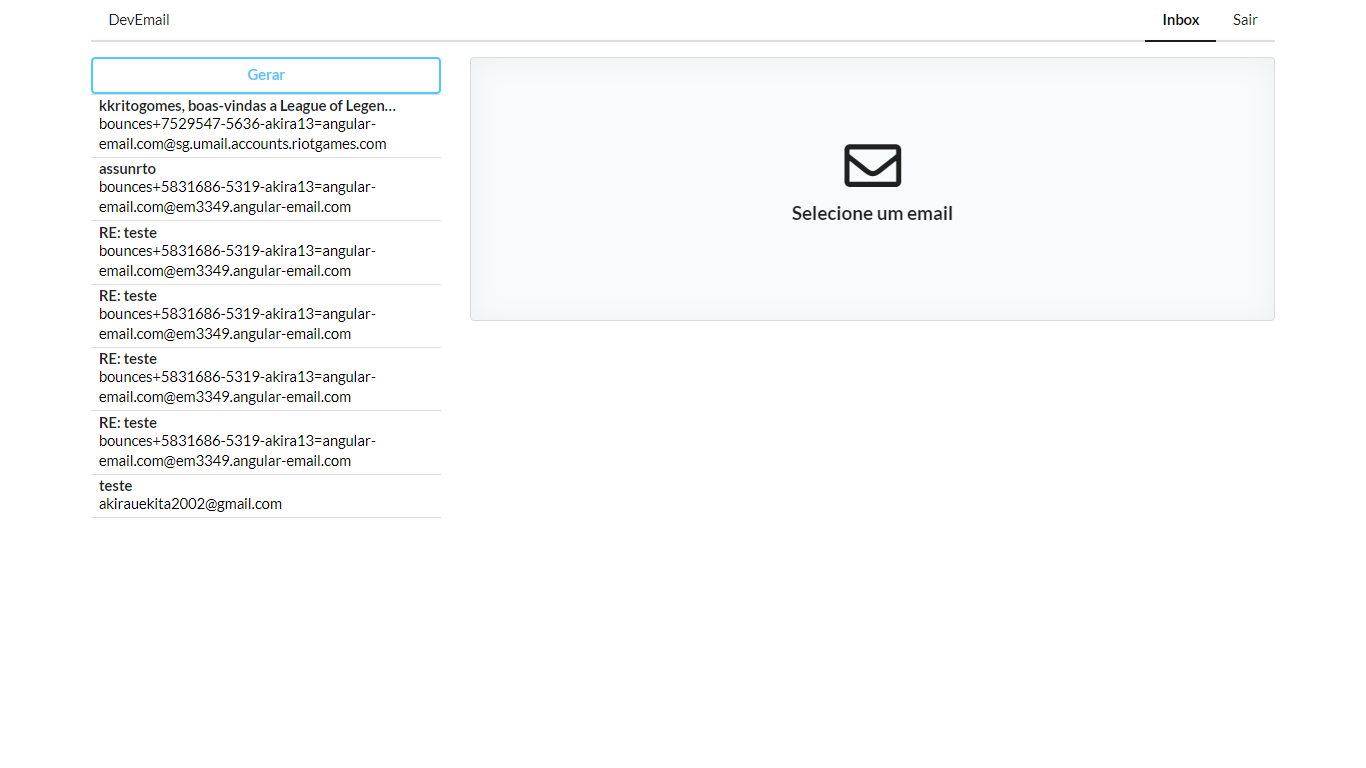 DevEmail
Inbox
Sair
Gerar
kkritogomes, boas-vindas a League of Legen...
bounces+7529547-5636-akira13=angular-
email.com@sg.umail.accounts.riotgames.com
assunrto
bounces+5831686-5319-akira13=angular-
email.com@em3349.angular-email.com
RE: teste
bounces+5831686-5319-akira13=angular-
email.com@em3349.angular-email.com
RE: teste
bounces+5831686-5319-akira13=angular-
email.com@em3349.angular-email.com
RE: teste
bounces+5831686-5319-akira13=angular-
email.com@em3349.angular-email.com
RE: teste
bounces+5831686-5319-akira13=angular-
email.com@em3349.angular-email.com
teste
akirauekita2002@gmail.com
Selecione um email